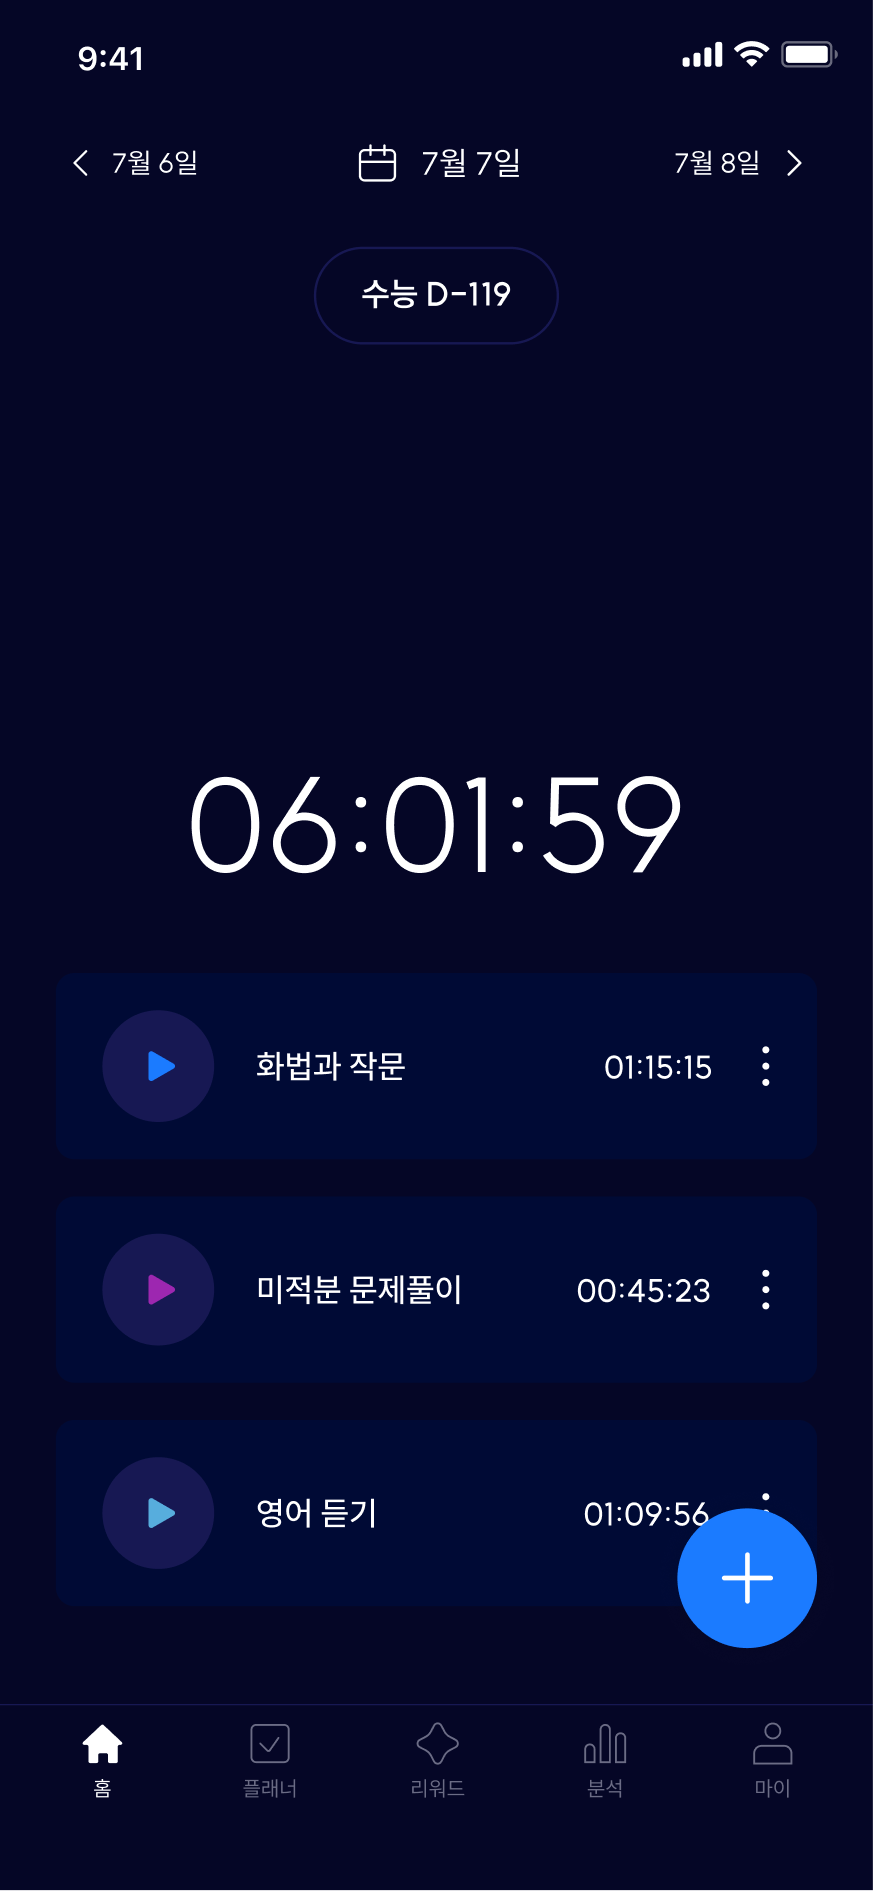 9:41
7월 6일
7월 7일
7월 8일
수능 D-119
06:01:59
화법과 작문 01:15:15
미적분 문제풀이 00:45:23
영어 듣기 01:09:56
홈 플래너 리워드 분석 마이